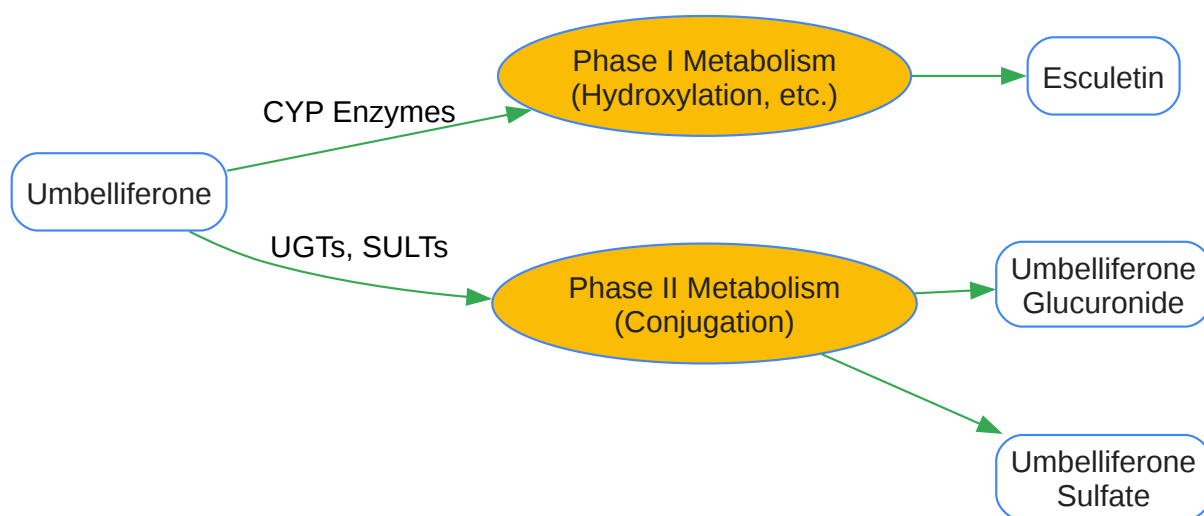 Phase I Metabolism
(Hydroxylation, etc.)
Esculetin
CYP Enzymes
Umbelliferone
UGTs, SULTs
Phase II Metabolism
(Conjugation)
Umbelliferone
Glucuronide
Umbelliferone
Sulfate